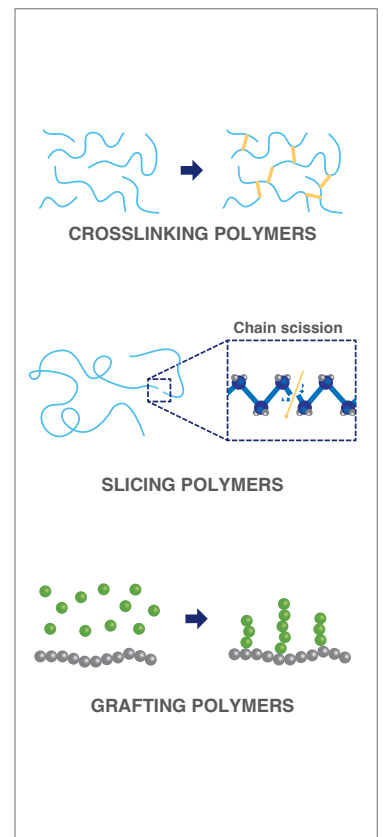 CROSSLINKING POLYMERS
Chain scission
SLICING POLYMERS
GRAFTING POLYMERS